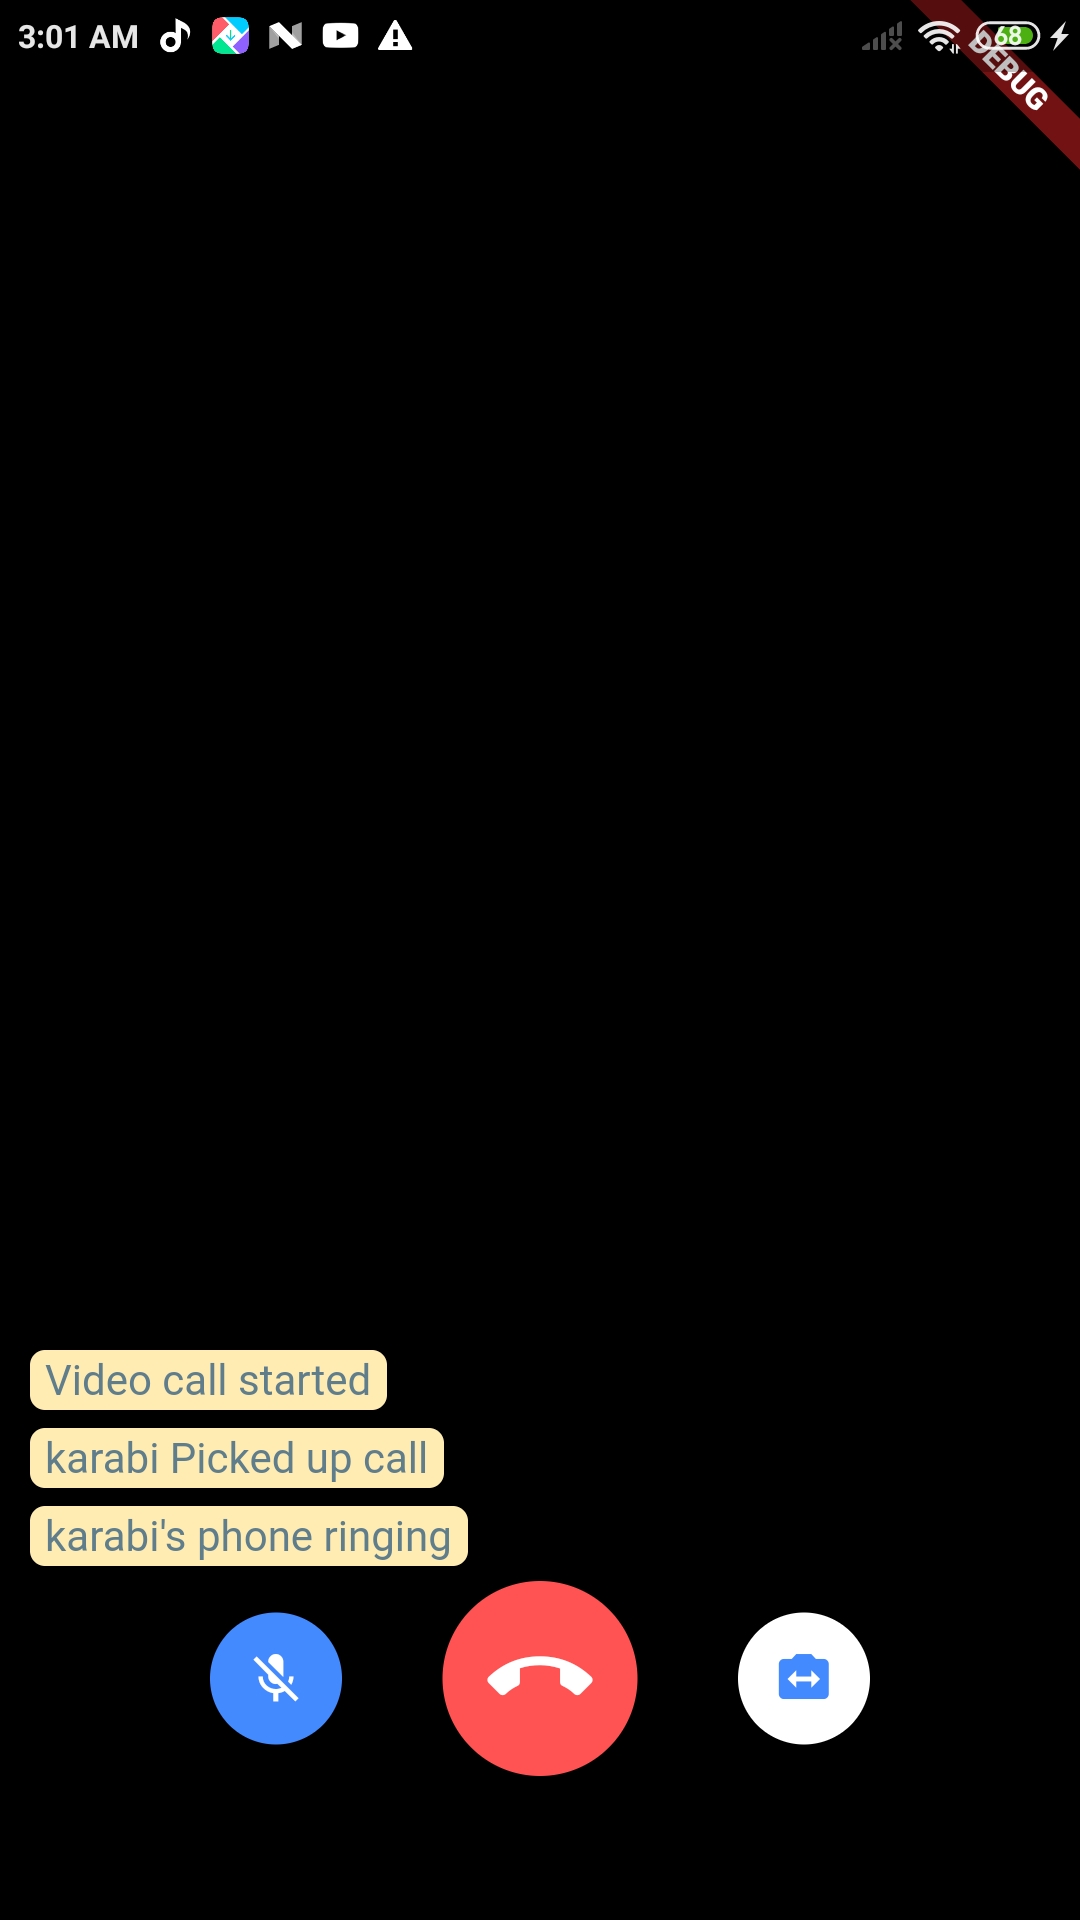 3:01 AM
68
DEBUG
Video call started
karabi Picked up call
karabi's phone ringing